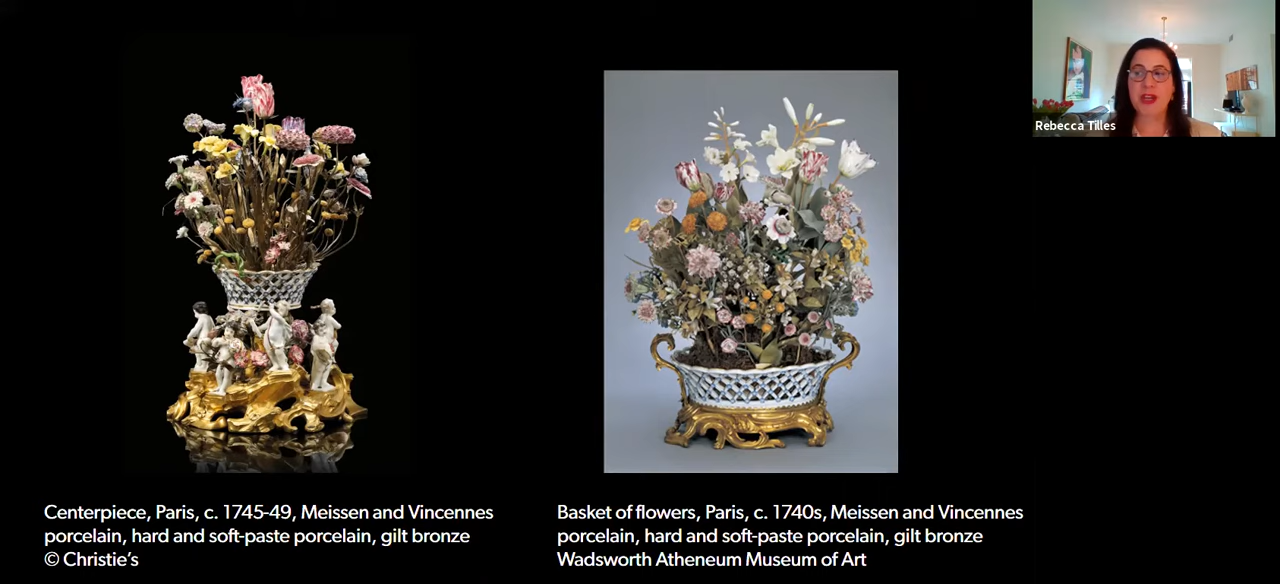 Rebecca Tilles
Centerpiece, Paris, c. 1745-49, Meissen and Vincennes
porcelain, hard and soft-paste porcelain, gilt bronze
© Christie's
Basket of flowers, Paris, c. 1740s, Meissen and Vincennes
porcelain, hard and soft-paste porcelain, gilt bronze
Wadsworth Atheneum Museum of Art